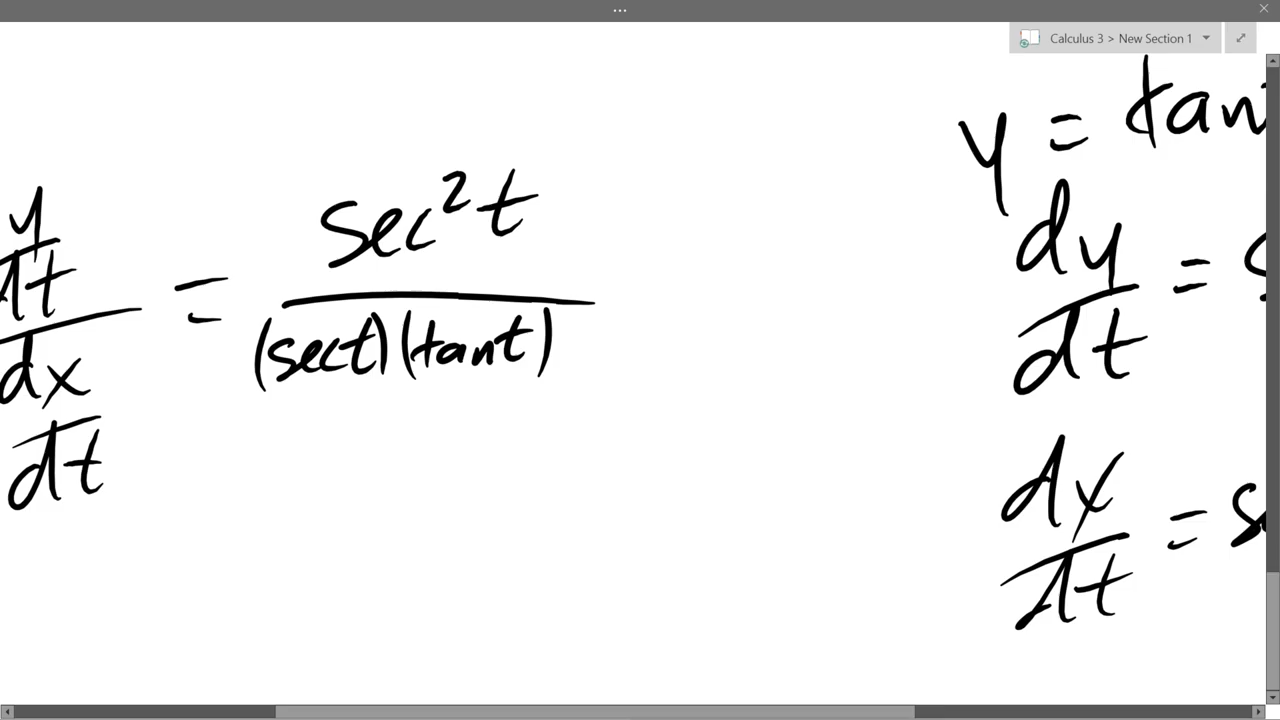 ...
Calculus 3 > New Section 1
y = tan
y
dt
dx
dt
= sec²t
(sect)(tant)
dy
dt
=
dx
dt
= s